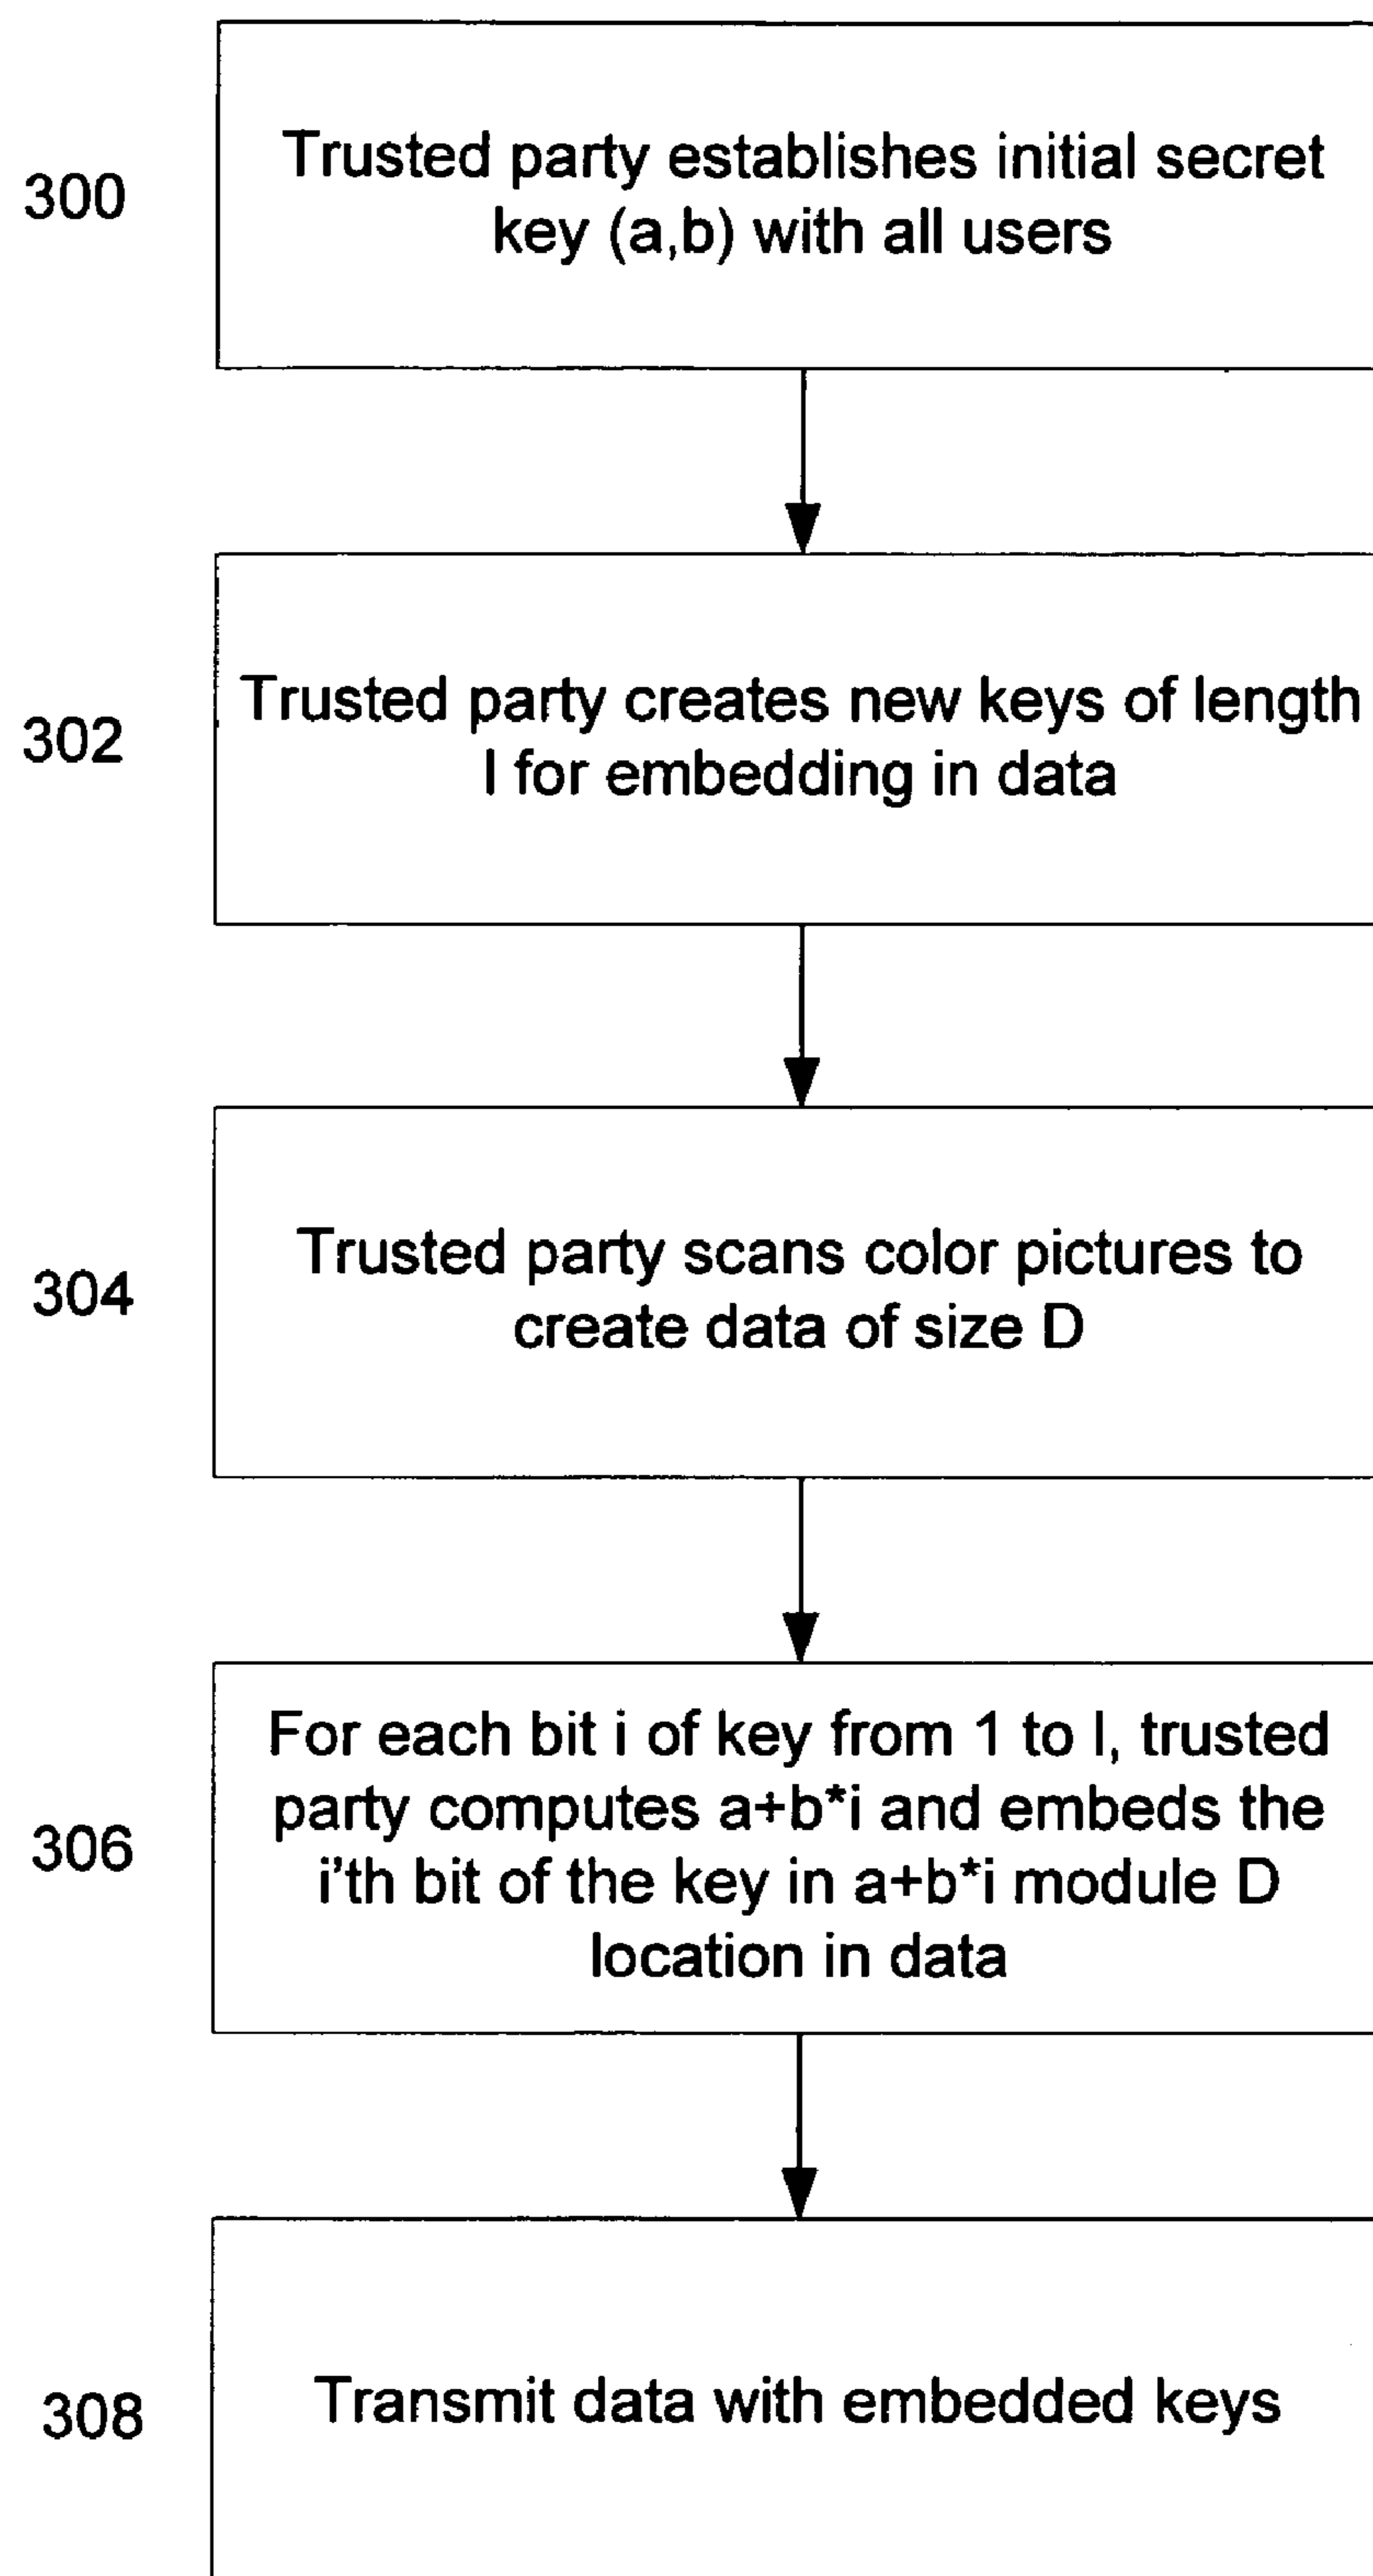 300
Trusted party establishes initial secret
key (a,b) with all users
302
Trusted party creates new keys of length
l for embedding in data
304
Trusted party scans color pictures to
create data of size D
306
For each bit i of key from 1 to l, trusted
party computes a+b*i and embeds the
i'th bit of the key in a+b*i module D
location in data
308
Transmit data with embedded keys